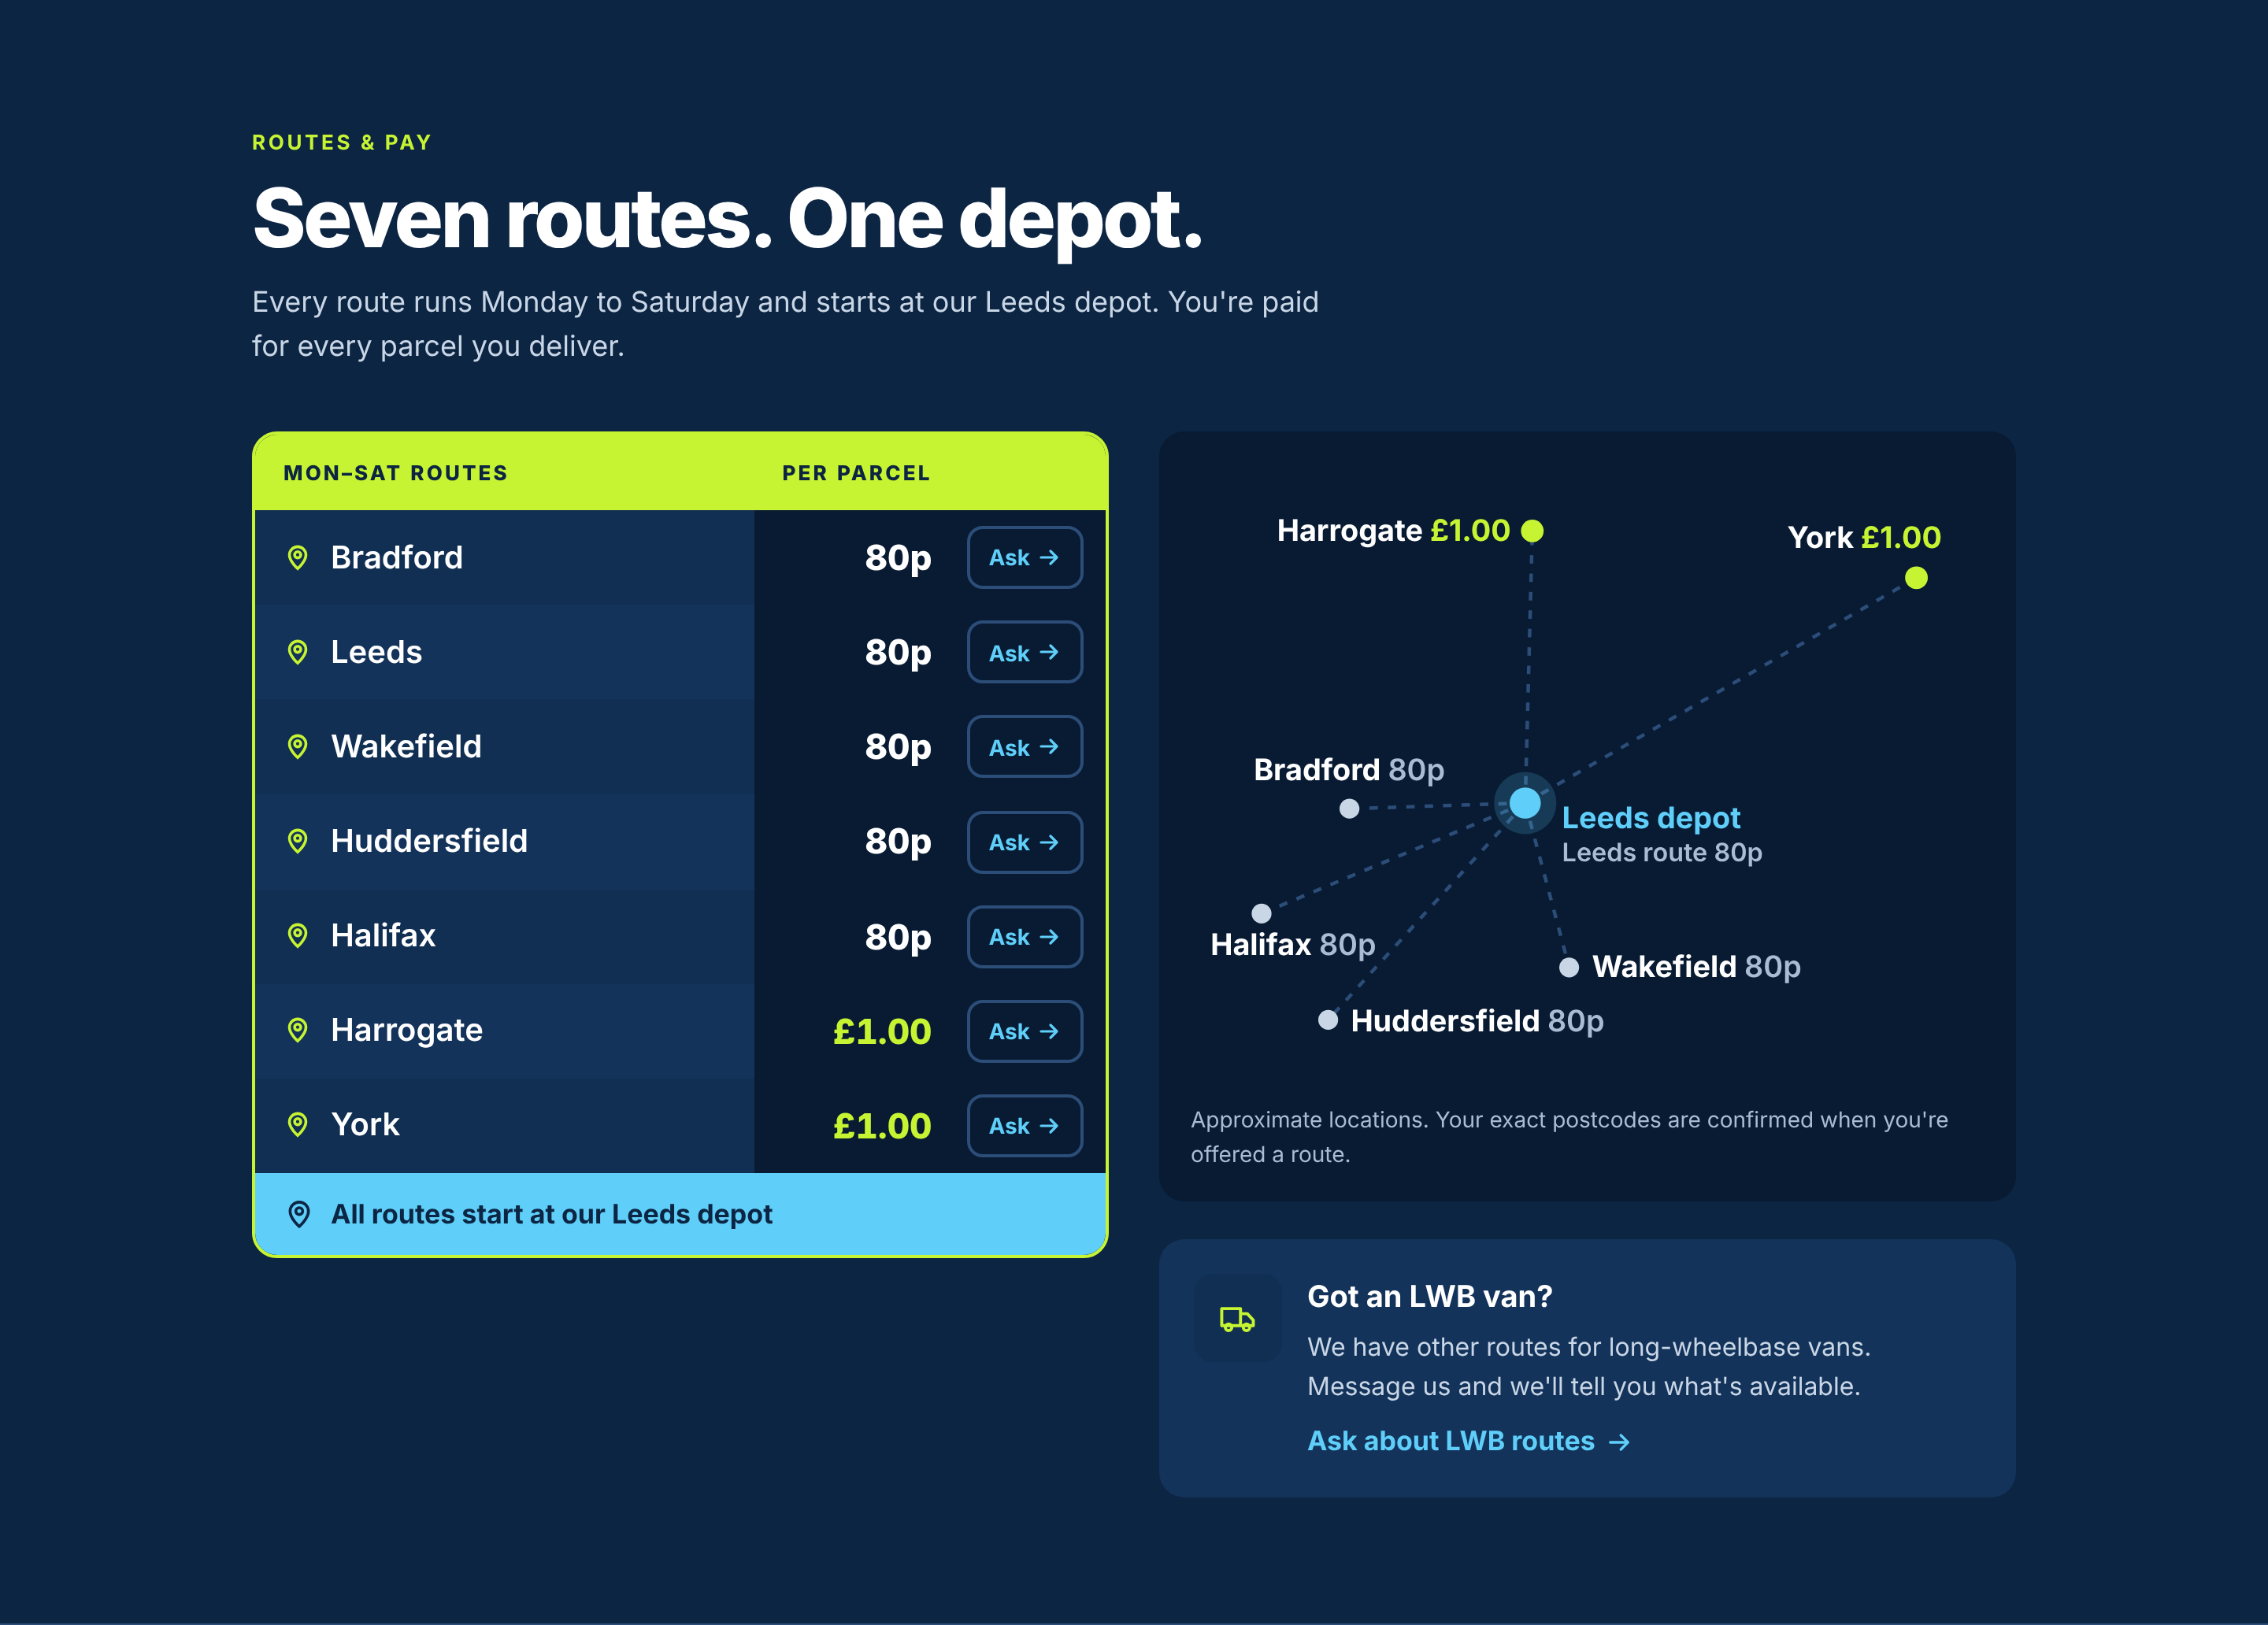 ROUTES & PAY
Seven routes. One depot.
Every route runs Monday to Saturday and starts at our Leeds depot. You're paid
for every parcel you deliver.
MON–SAT ROUTES PER PARCEL
Bradford 80p Ask →
Leeds 80p Ask →
Wakefield 80p Ask →
Huddersfield 80p Ask →
Halifax 80p Ask →
Harrogate £1.00 Ask →
York £1.00 Ask →
All routes start at our Leeds depot
Harrogate £1.00
York £1.00
Bradford 80p
Leeds depot
Leeds route 80p
Halifax 80p
Wakefield 80p
Huddersfield 80p
Approximate locations. Your exact postcodes are confirmed when you're
offered a route.
Got an LWB van?
We have other routes for long-wheelbase vans.
Message us and we'll tell you what's available.
Ask about LWB routes →